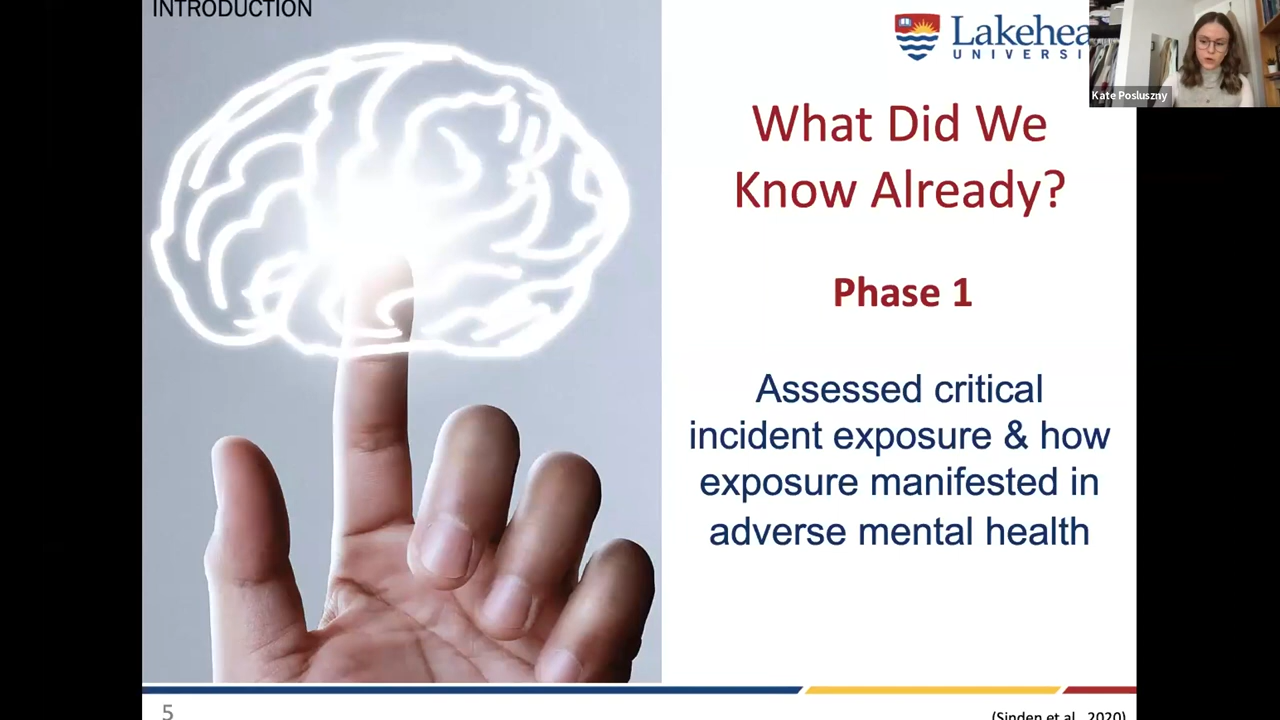 INTRODUCTION
Lakehea
UNIVERSI
Kate Posluszny
What Did We
Know Already?
Phase 1
Assessed critical
incident exposure & how
exposure manifested in
adverse mental health
5
(Sinden et al., 2020)